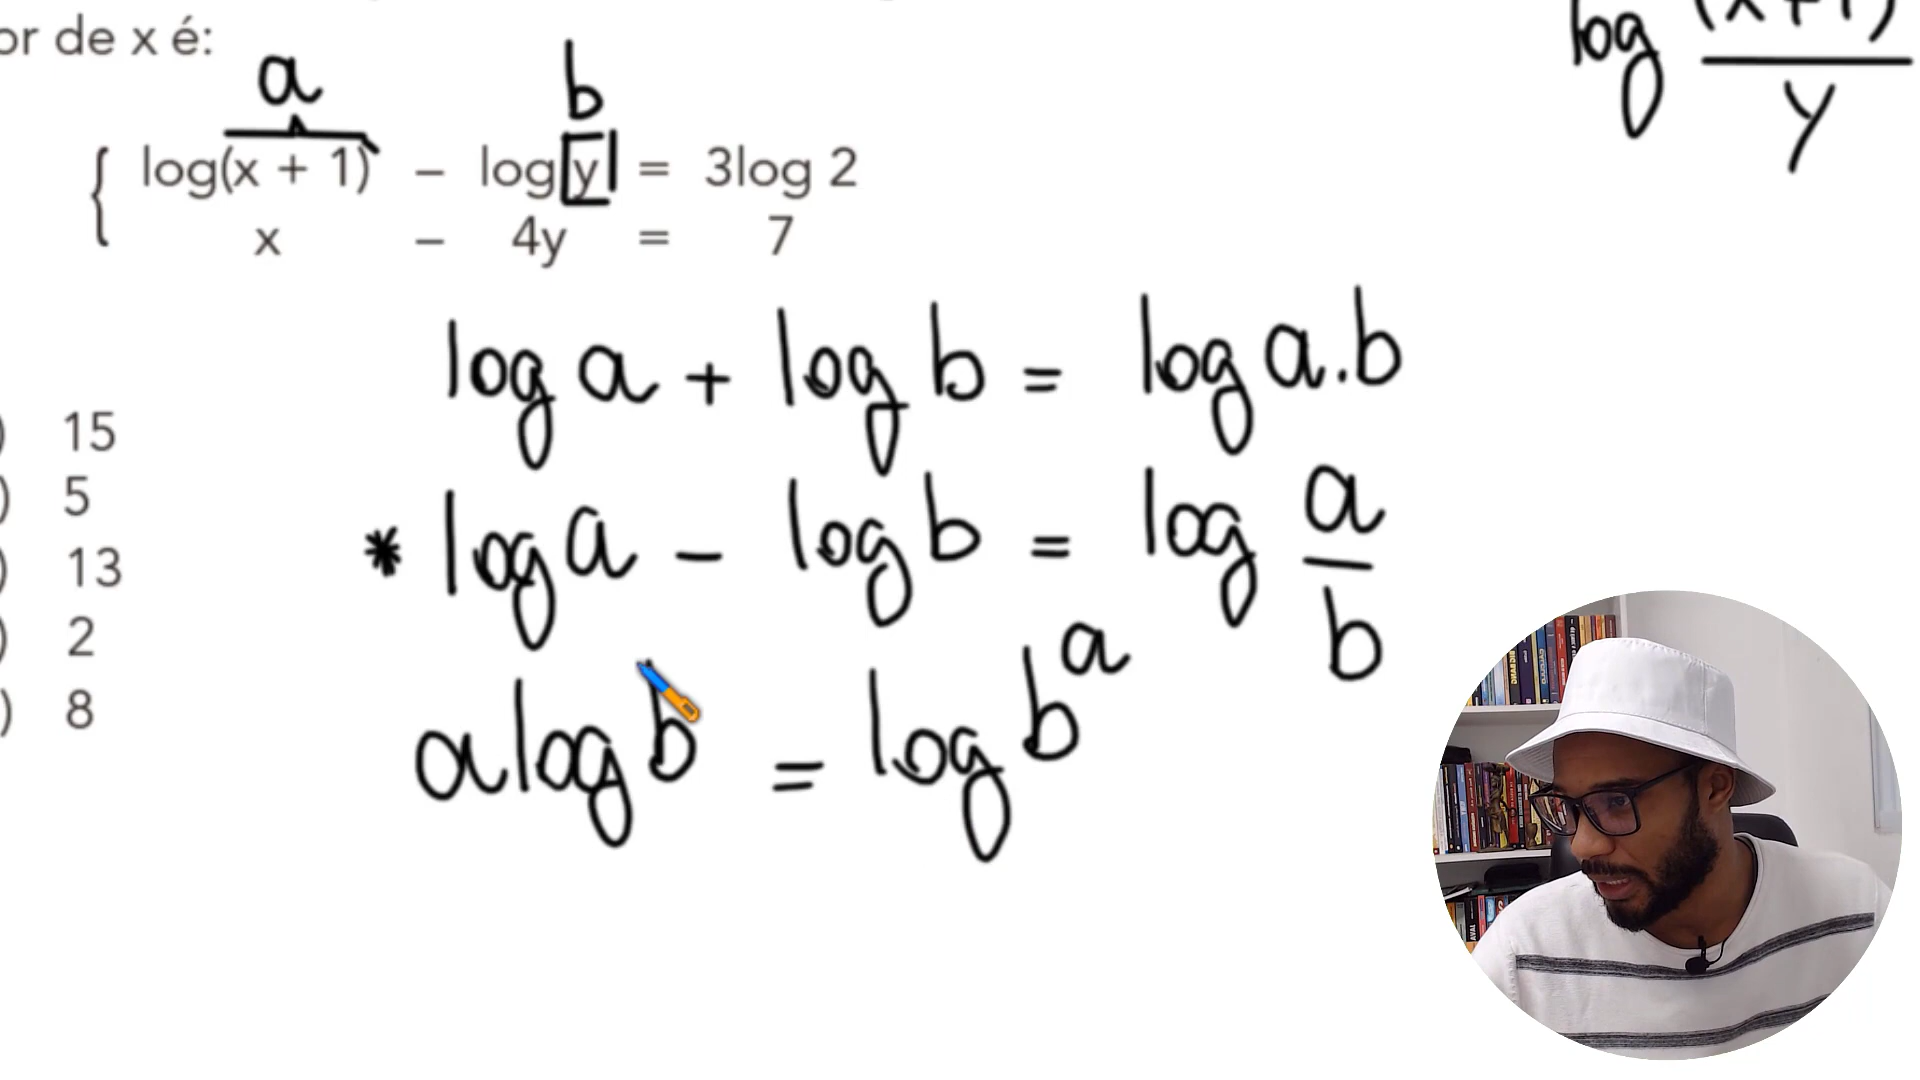 or de x é:
log (x+1)
y
a b
{ log(x + 1) – log y = 3log 2
x – 4y = 7
log a + log b = log a.b
) 15
) 5
* log a – log b = log a
b
) 13
) 2
) 8
a log b = log b^a